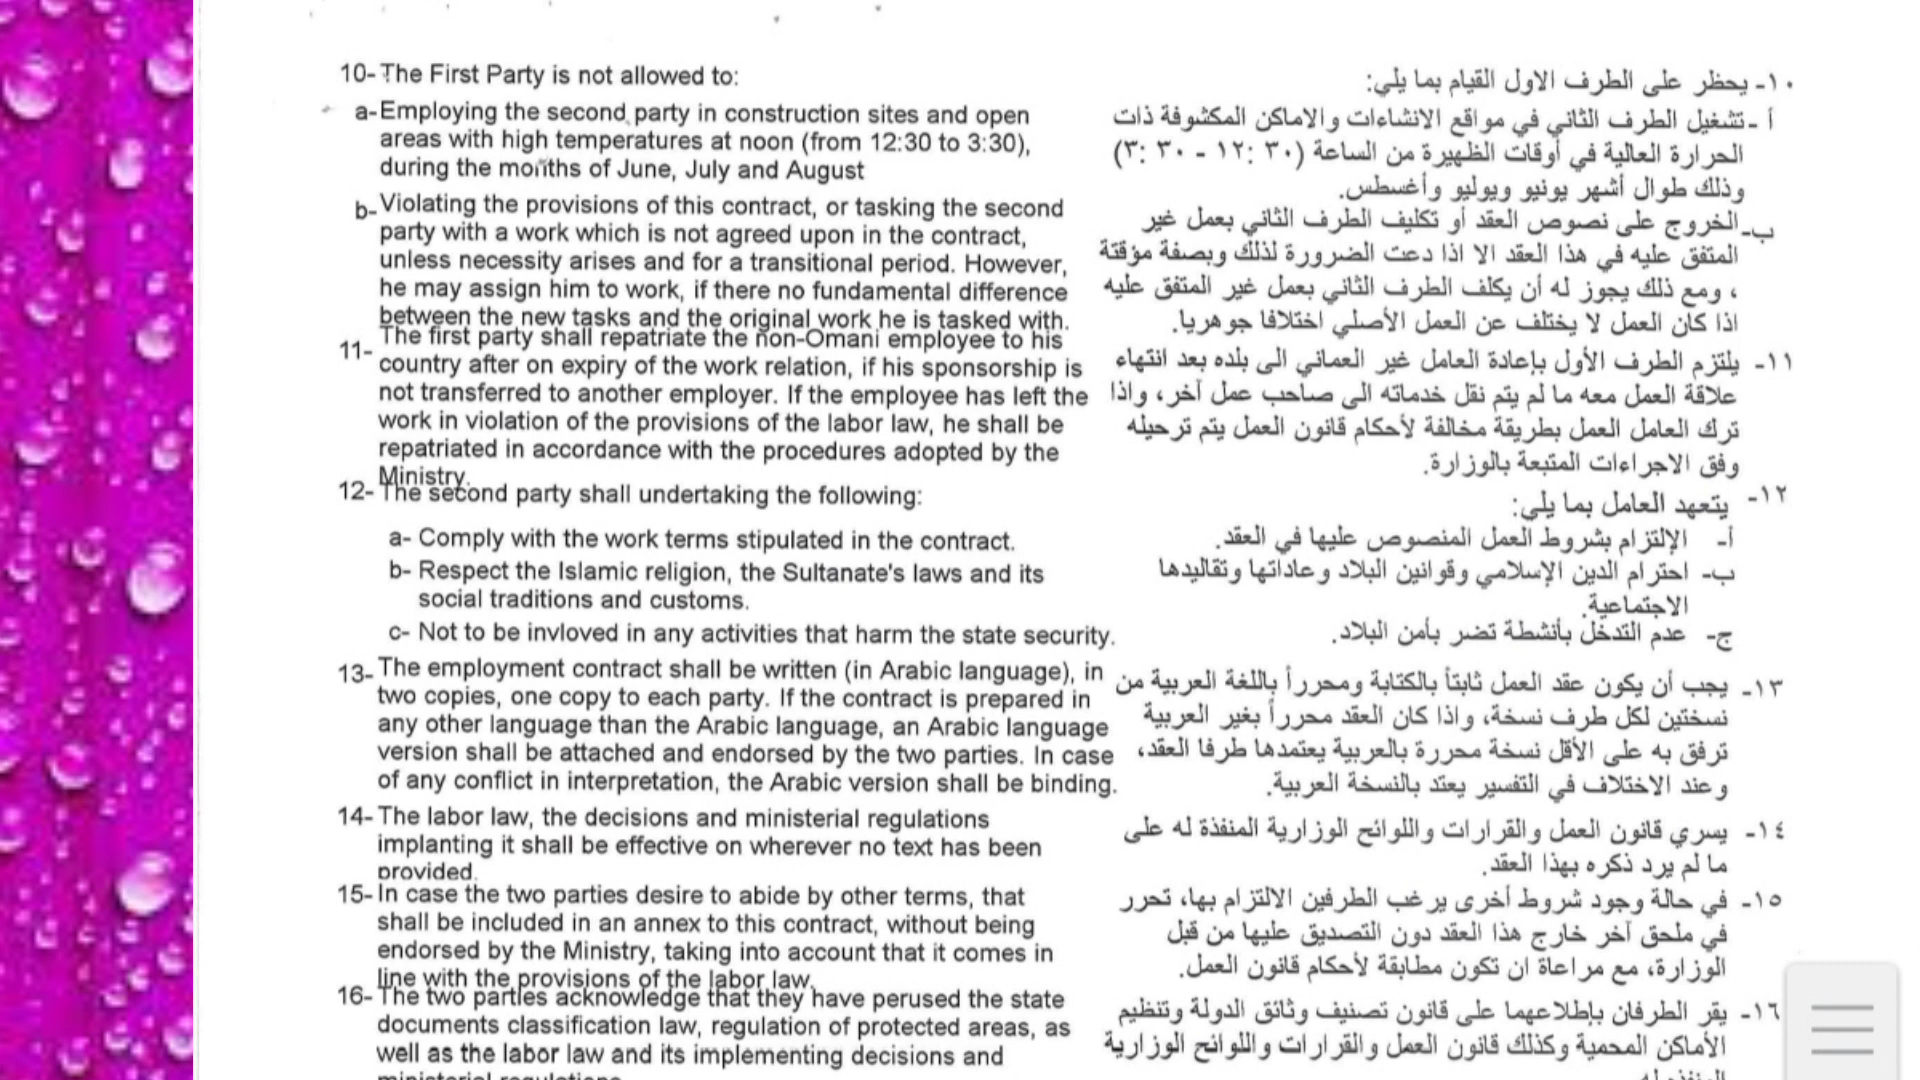 10- The First Party is not allowed to:
a- Employing the second party in construction sites and open
areas with high temperatures at noon (from 12:30 to 3:30),
during the months of June, July and August
b- Violating the provisions of this contract, or tasking the second
party with a work which is not agreed upon in the contract,
unless necessity arises and for a transitional period. However,
he may assign him to work, if there no fundamental difference
between the new tasks and the original work he is tasked with.
11- The first party shall repatriate the non-Omani employee to his
country after on expiry of the work relation, if his sponsorship is
not transferred to another employer. If the employee has left the
work in violation of the provisions of the labor law, he shall be
repatriated in accordance with the procedures adopted by the
Ministry.
12- The second party shall undertaking the following:
a- Comply with the work terms stipulated in the contract.
b- Respect the Islamic religion, the Sultanate's laws and its
social traditions and customs.
c- Not to be invloved in any activities that harm the state security.
13- The employment contract shall be written (in Arabic language), in
two copies, one copy to each party. If the contract is prepared in
any other language than the Arabic language, an Arabic language
version shall be attached and endorsed by the two parties. In case
of any conflict in interpretation, the Arabic version shall be binding.
14- The labor law, the decisions and ministerial regulations
implanting it shall be effective on wherever no text has been
provided.
15- In case the two parties desire to abide by other terms, that
shall be included in an annex to this contract, without being
endorsed by the Ministry, taking into account that it comes in
line with the provisions of the labor law.
16- The two parties acknowledge that they have perused the state
documents classification law, regulation of protected areas, as
well as the labor law and its implementing decisions and
ministerial regulations
١٠- يحظر على الطرف الاول القيام بما يلي:
أ - تشغيل الطرف الثاني في مواقع الانشاءات والاماكن المكشوفة ذات
الحرارة العالية في أوقات الظهيرة من الساعة (٣٠ :١٢ - ٣٠ :٣)
وذلك طوال أشهر يونيو ويوليو وأغسطس.
ب- الخروج على نصوص العقد أو تكليف الطرف الثاني بعمل غير
المتفق عليه في هذا العقد الا اذا دعت الضرورة لذلك وبصفة مؤقتة
، ومع ذلك يجوز له أن يكلف الطرف الثاني بعمل غير المتفق عليه
اذا كان العمل لا يختلف عن العمل الأصلي اختلافا جوهريا.
١١- يلتزم الطرف الأول بإعادة العامل غير العماني الى بلده بعد انتهاء
علاقة العمل معه ما لم يتم نقل خدماته الى صاحب عمل آخر، واذا
ترك العامل العمل بطريقة مخالفة لأحكام قانون العمل يتم ترحيله
وفق الاجراءات المتبعة بالوزارة.
١٢- يتعهد العامل بما يلي:
أ- الإلتزام بشروط العمل المنصوص عليها في العقد.
ب- احترام الدين الإسلامي وقوانين البلاد وعاداتها وتقاليدها
الاجتماعية.
ج- عدم التدخل بأنشطة تضر بأمن البلاد.
١٣- يجب أن يكون عقد العمل ثابتاً بالكتابة ومحرراً باللغة العربية من
نسختين لكل طرف نسخة، واذا كان العقد محرراً بغير العربية
ترفق به على الأقل نسخة محررة بالعربية يعتمدها طرفا العقد،
وعند الاختلاف في التفسير يعتد بالنسخة العربية.
١٤- يسري قانون العمل والقرارات واللوائح الوزارية المنفذة له على
ما لم يرد ذكره بهذا العقد.
١٥- في حالة وجود شروط أخرى يرغب الطرفين الالتزام بها، تحرر
في ملحق آخر خارج هذا العقد دون التصديق عليها من قبل
الوزارة، مع مراعاة ان تكون مطابقة لأحكام قانون العمل.
١٦- يقر الطرفان بإطلاعهما على قانون تصنيف وثائق الدولة وتنظيم
الأماكن المحمية وكذلك قانون العمل والقرارات واللوائح الوزارية